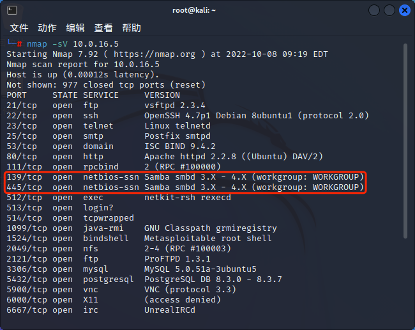 root@kali: ~
文件 动作 编辑 查看 帮助
└─# nmap -sV 10.0.16.5
Starting Nmap 7.92 ( https://nmap.org ) at 2022-10-08 09:19 EDT
Nmap scan report for 10.0.16.5
Host is up (0.00012s latency).
Not shown: 977 closed tcp ports (reset)
PORT STATE SERVICE VERSION
21/tcp open ftp vsftpd 2.3.4
22/tcp open ssh OpenSSH 4.7p1 Debian 8ubuntu1 (protocol 2.0)
23/tcp open telnet Linux telnetd
25/tcp open smtp Postfix smtpd
53/tcp open domain ISC BIND 9.4.2
80/tcp open http Apache httpd 2.2.8 ((Ubuntu) DAV/2)
111/tcp open rpcbind 2 (RPC #100000)
139/tcp open netbios-ssn Samba smbd 3.X - 4.X (workgroup: WORKGROUP)
445/tcp open netbios-ssn Samba smbd 3.X - 4.X (workgroup: WORKGROUP)
512/tcp open exec netkit-rsh rexecd
513/tcp open login?
514/tcp open tcpwrapped
1099/tcp open java-rmi GNU Classpath grmiregistry
1524/tcp open bindshell Metasploitable root shell
2049/tcp open nfs 2-4 (RPC #100003)
2121/tcp open ftp ProFTPD 1.3.1
3306/tcp open mysql MySQL 5.0.51a-3ubuntu5
5432/tcp open postgresql PostgreSQL DB 8.3.0 - 8.3.7
5900/tcp open vnc VNC (protocol 3.3)
6000/tcp open X11 (access denied)
6667/tcp open irc UnrealIRCd